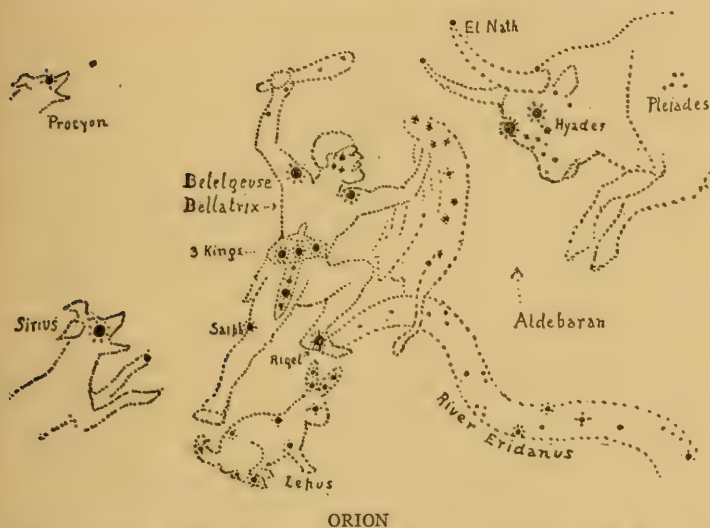 El Nath
Procyon
Pleiades
Hyades
Betelgeuse
Bellatrix→
3 Kings...
Sirius
Saiph
Rigel
Aldebaran
River Eridanus
Lepus
ORION